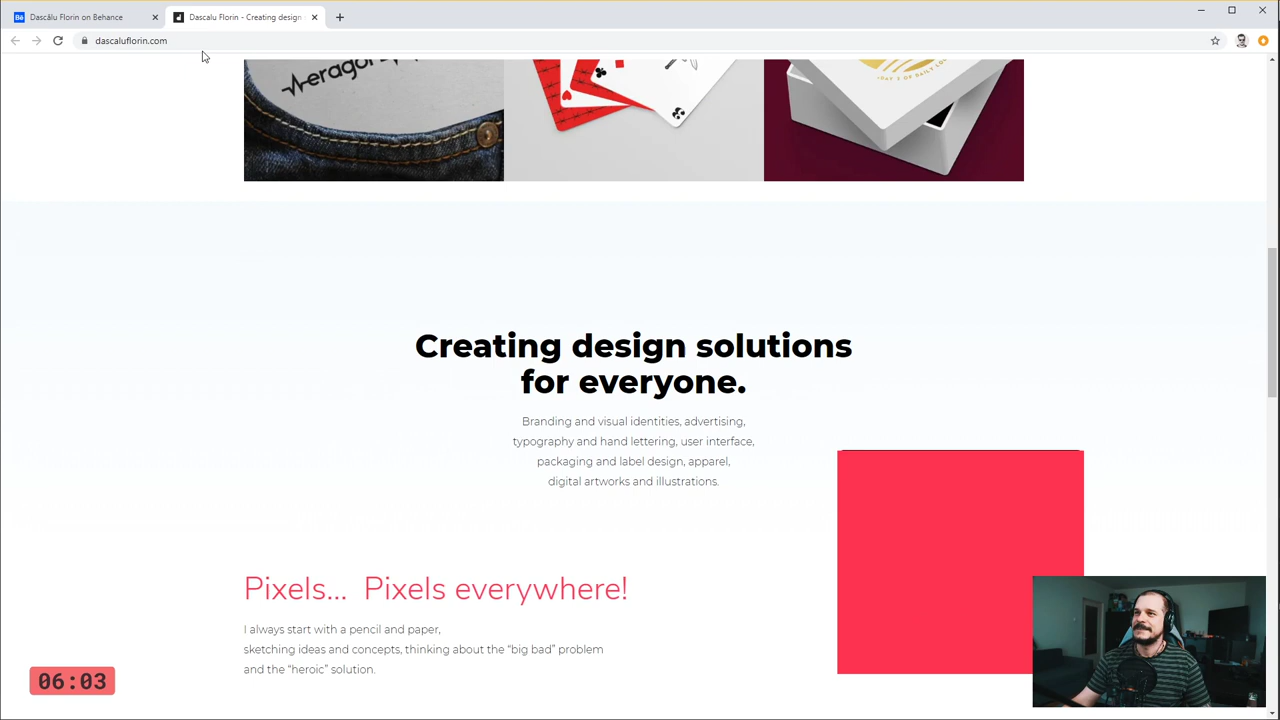 Dascălu Florin on Behance
Dascalu Florin - Creating design
dascaluflorin.com
Creating design solutions
for everyone.
Branding and visual identities, advertising,
typography and hand lettering, user interface,
packaging and label design, apparel,
digital artworks and illustrations.
Pixels... Pixels everywhere!
I always start with a pencil and paper,
sketching ideas and concepts, thinking about the “big bad” problem
and the “heroic” solution.
06:03